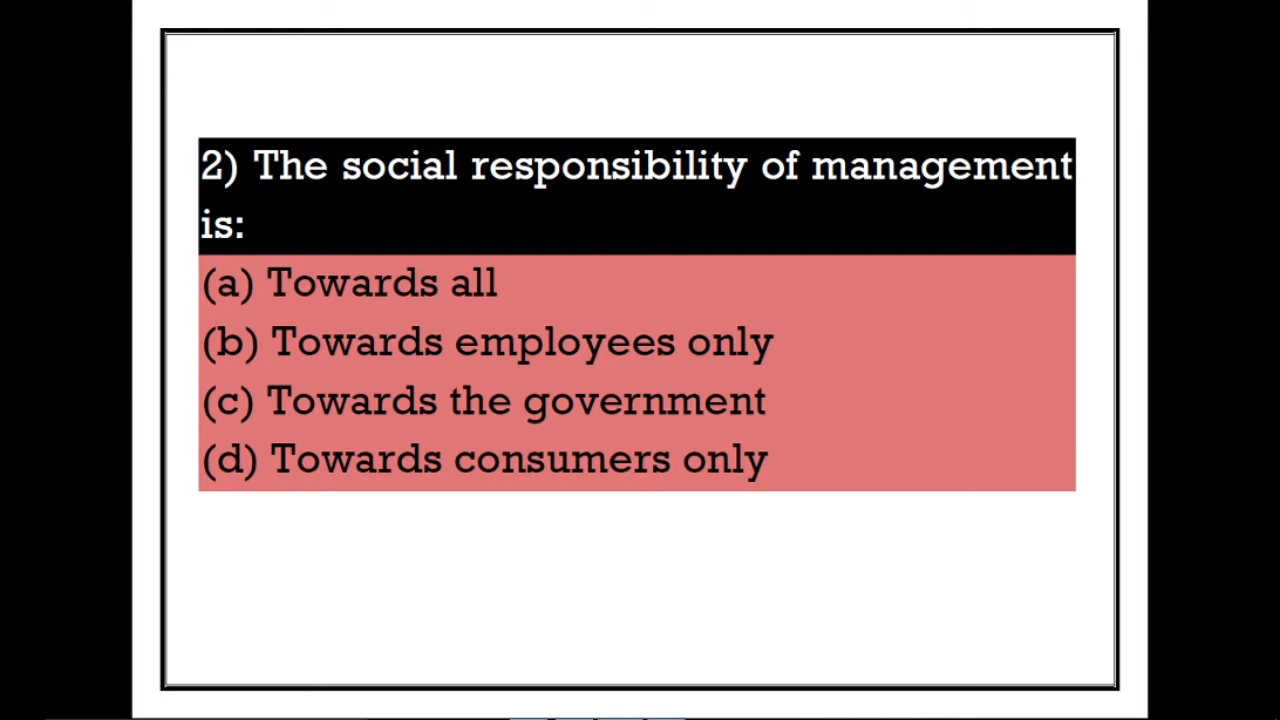 2) The social responsibility of management
is:
(a) Towards all
(b) Towards employees only
(c) Towards the government
(d) Towards consumers only